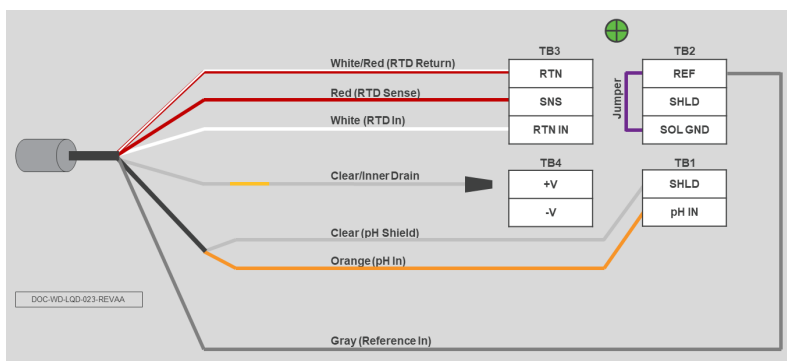 TB3
TB2
White/Red (RTD Return)
RTN
REF
Red (RTD Sense)
SNS
Jumper
SHLD
White (RTD In)
RTN IN
SOL GND
TB4
TB1
Clear/Inner Drain
+V
SHLD
-V
pH IN
Clear (pH Shield)
Orange (pH In)
DOC-WD-LQD-023-REVAA
Gray (Reference In)